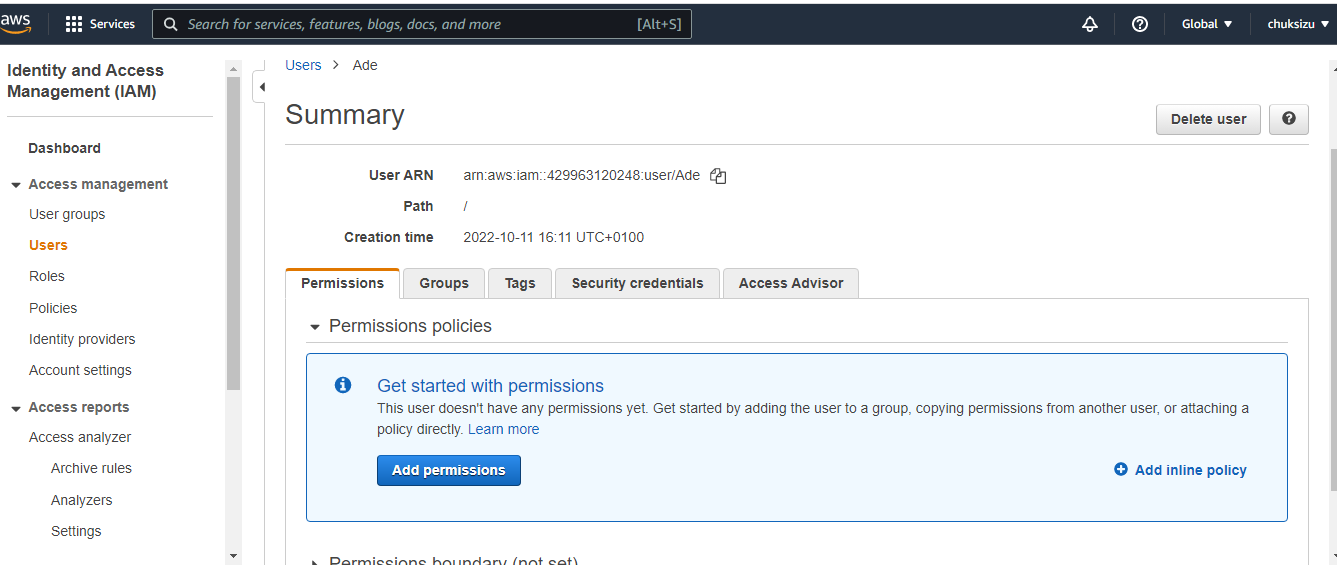 aws
Services
Search for services, features, blogs, docs, and more [Alt+S]
Global
chuksizu
Identity and Access
Management (IAM)
Dashboard
Access management
User groups
Users
Roles
Policies
Identity providers
Account settings
Access reports
Access analyzer
Archive rules
Analyzers
Settings
Users > Ade
Summary
Delete user
User ARN arn:aws:iam::429963120248:user/Ade
Path /
Creation time 2022-10-11 16:11 UTC+0100
Permissions Groups Tags Security credentials Access Advisor
Permissions policies
Get started with permissions
This user doesn't have any permissions yet. Get started by adding the user to a group, copying permissions from another user, or attaching a
policy directly. Learn more
Add permissions
Add inline policy
Permissions boundary (not set)